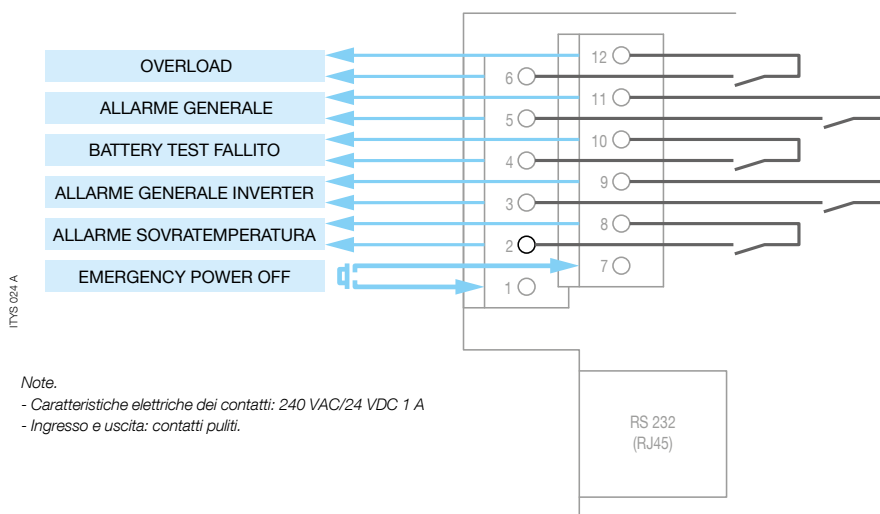 OVERLOAD
ALLARME GENERALE
BATTERY TEST FALLITO
ALLARME GENERALE INVERTER
ALLARME SOVRATEMPERATURA
EMERGENCY POWER OFF
12
6
11
5
10
4
9
3
8
2
7
1
ITYS 024 A
Note.
- Caratteristiche elettriche dei contatti: 240 VAC/24 VDC 1 A
- Ingresso e uscita: contatti puliti.
RS 232
(RJ45)